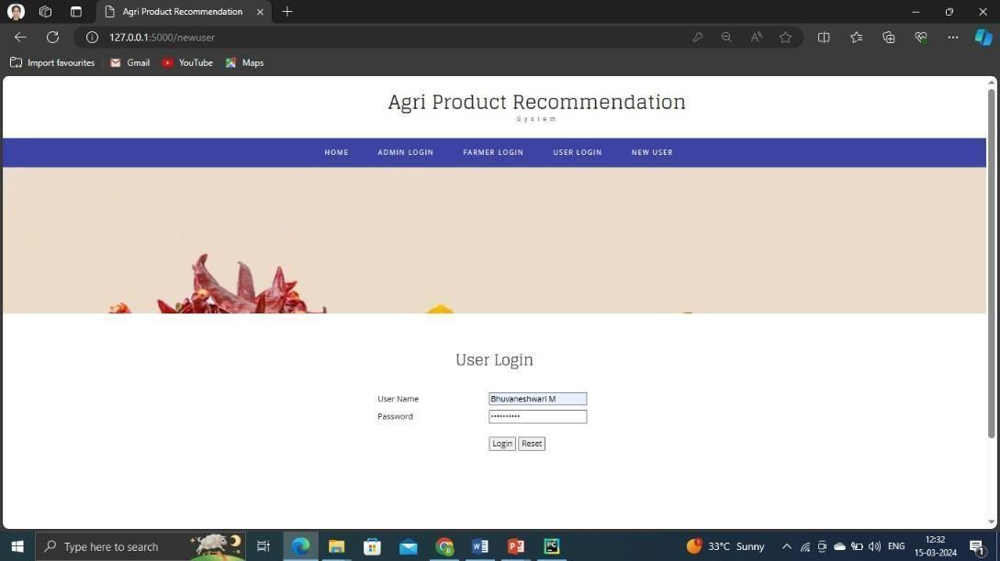 Agri Product Recommendation
127.0.0.1:5000/newuser
Import favourites Gmail YouTube Maps
Agri Product Recommendation
System
HOME ADMIN LOGIN FARMER LOGIN USER LOGIN NEW USER
User Login
User Name Bhuvaneshwari M
Password ••••••••••
Login Reset
Type here to search 33°C Sunny ENG 12:32
15-03-2024